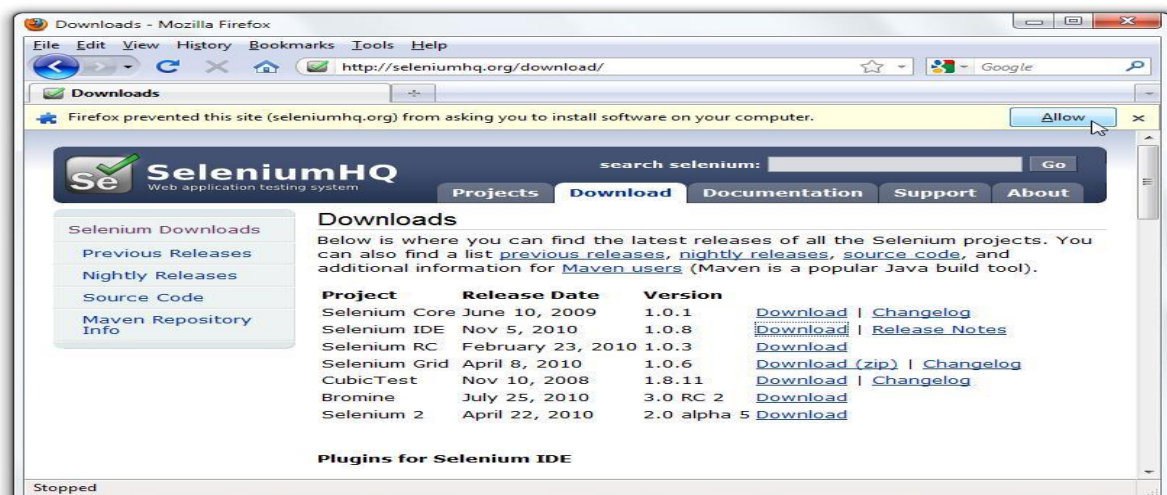 Downloads - Mozilla Firefox
File Edit View History Bookmarks Tools Help
http://seleniumhq.org/download/
Google
Downloads
Firefox prevented this site (seleniumhq.org) from asking you to install software on your computer.
Allow
Se
SeleniumHQ
Web application testing system
search selenium:
Go
Projects Download Documentation Support About
Selenium Downloads
Previous Releases
Nightly Releases
Source Code
Maven Repository
Info
Downloads
Below is where you can find the latest releases of all the Selenium projects. You
can also find a list previous releases, nightly releases, source code, and
additional information for Maven users (Maven is a popular Java build tool).
Project Release Date Version
Selenium Core June 10, 2009 1.0.1 Download | Changelog
Selenium IDE Nov 5, 2010 1.0.8 Download | Release Notes
Selenium RC February 23, 2010 1.0.3 Download
Selenium Grid April 8, 2010 1.0.6 Download (zip) | Changelog
CubicTest Nov 10, 2008 1.8.11 Download | Changelog
Bromine July 25, 2010 3.0 RC 2 Download
Selenium 2 April 22, 2010 2.0 alpha 5 Download
Plugins for Selenium IDE
Stopped